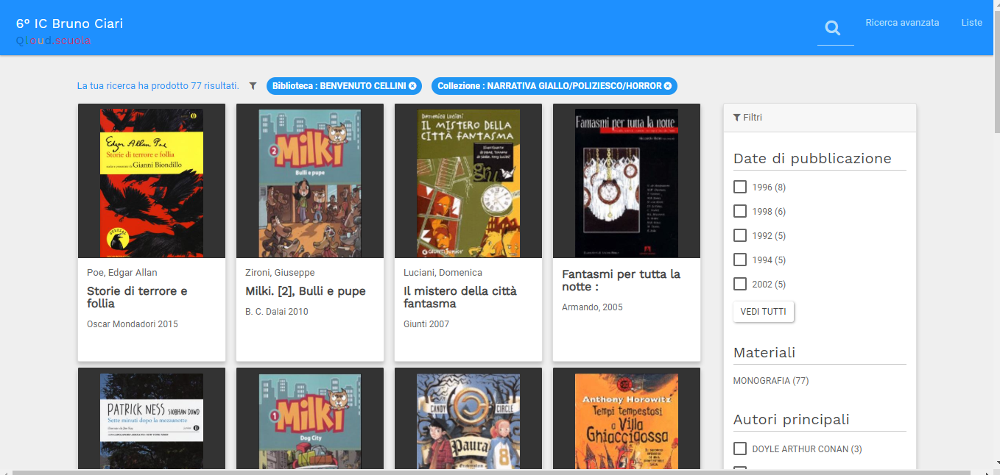 6° IC Bruno Ciari
Qloud.scuola
Ricerca avanzata
Liste
La tua ricerca ha prodotto 77 risultati.
Biblioteca : BENVENUTO CELLINI
Collezione : NARRATIVA GIALLO/POLIZIESCO/HORROR
Edgar Allan Poe
Storie di terrore e follia
Gianni Biondillo
Poe, Edgar Allan
Storie di terrore e
follia
Oscar Mondadori 2015
2
Milki
Bulli e pupe
Zironi, Giuseppe
Milki. [2], Bulli e pupe
B. C. Dalai 2010
Domenica Luciani
IL MISTERO DELLA
CITTÀ FANTASMA
gru
GIUNTI Junior
Luciani, Domenica
Il mistero della città
fantasma
Giunti 2007
Fantasmi per tutta la notte
Fantasmi per tutta la
notte :
Armando, 2005
PATRICK NESS SIOBHAN DOWD
Sette minuti dopo la mezzanotte
1
Milki
Dog City
CANDY CIRCLE
Paura
8
Anthony Horowitz
Tempi tempestosi
a Villa
Ghiacciaossa
Filtri
Date di pubblicazione
1996 (8)
1998 (6)
1992 (5)
1994 (5)
2002 (5)
VEDI TUTTI
Materiali
MONOGRAFIA (77)
Autori principali
DOYLE ARTHUR CONAN (3)